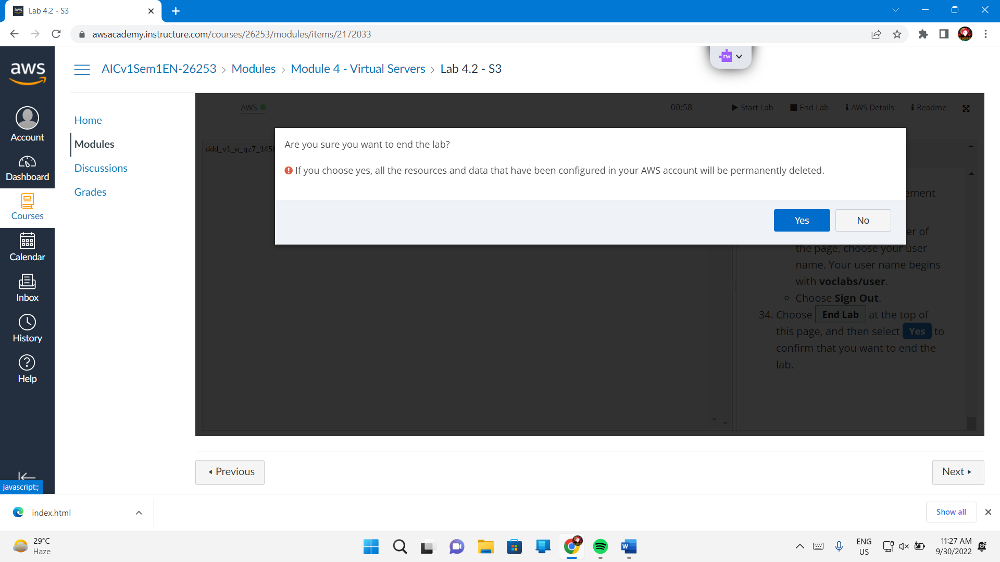 Lab 4.2 - S3
awsacademy.instructure.com/courses/26253/modules/items/2172033
rw
aws
AICv1Sem1EN-26253 › Modules › Module 4 - Virtual Servers › Lab 4.2 - S3
Account
Dashboard
Courses
Calendar
Inbox
History
Help
Home
Modules
Discussions
Grades
AWS
00:58
Start Lab
End Lab
AWS Details
Readme
Are you sure you want to end the lab?
If you choose yes, all the resources and data that have been configured in your AWS account will be permanently deleted.
Yes
No
the page, choose your user
name. Your user name begins
with voclabs/user.
Choose Sign Out.
34. Choose End Lab at the top of
this page, and then select Yes to
confirm that you want to end the
lab.
Previous
Next
javascript:;
index.html
Show all
29°C
Haze
ENG
US
11:27 AM
9/30/2022